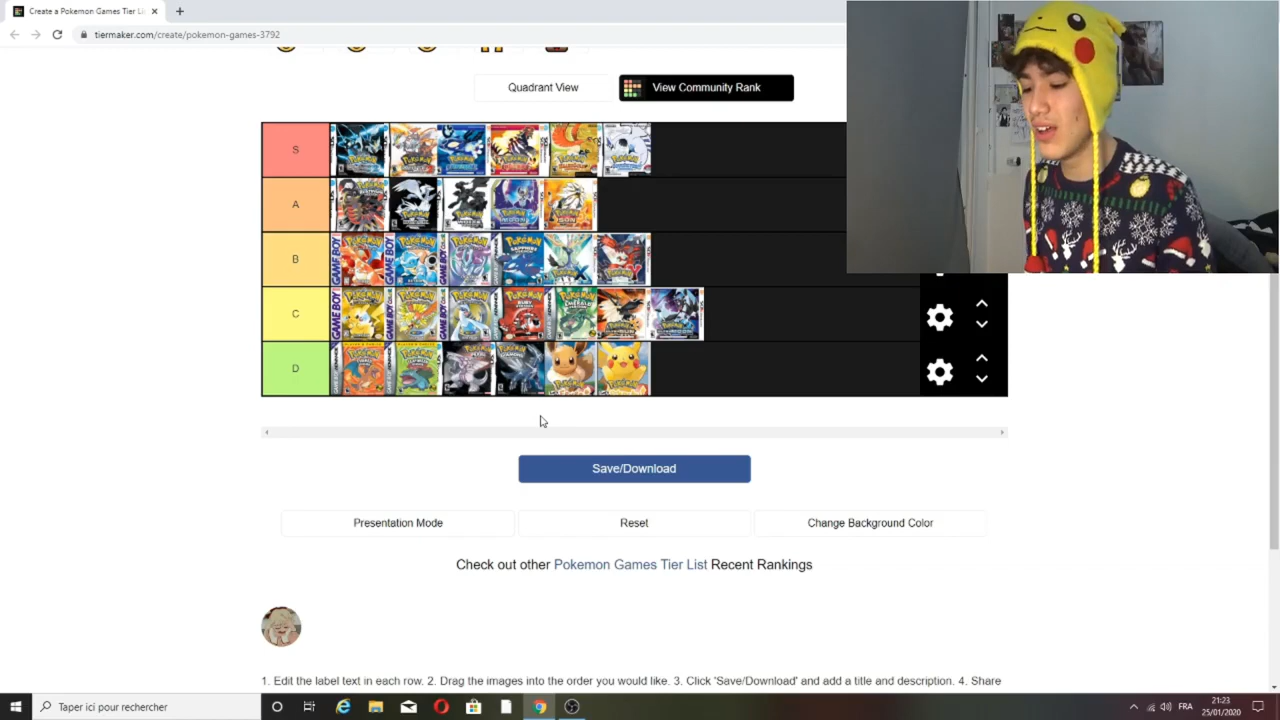 Create a Pokemon Games Tier Lis
tiermaker.com/create/pokemon-games-3792
Quadrant View
View Community Rank
S
A
B
C
D
Save/Download
Presentation Mode
Reset
Change Background Color
Check out other Pokemon Games Tier List Recent Rankings
1. Edit the label text in each row. 2. Drag the images into the order you would like. 3. Click 'Save/Download' and add a title and description. 4. Share
Taper ici pour rechercher
FRA
21:23
25/01/2020